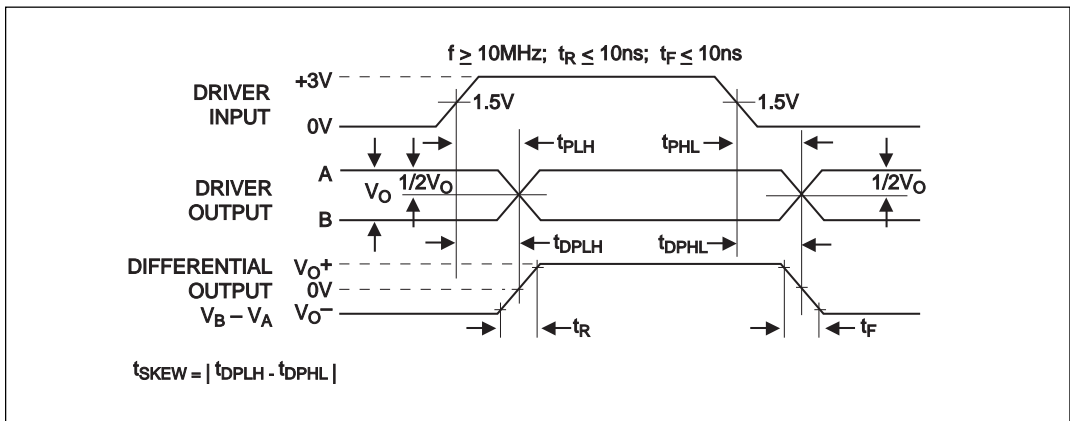 f ≥ 10MHz; tR ≤ 10ns; tF ≤ 10ns
+3V
DRIVER
INPUT
1.5V
1.5V
0V
tPLH
tPHL
A
DRIVER
OUTPUT
VO
1/2VO
1/2VO
B
tDPLH
tDPHL
DIFFERENTIAL
OUTPUT
VB – VA
VO+
0V
VO–
tR
tF
tSKEW = | tDPLH - tDPHL |